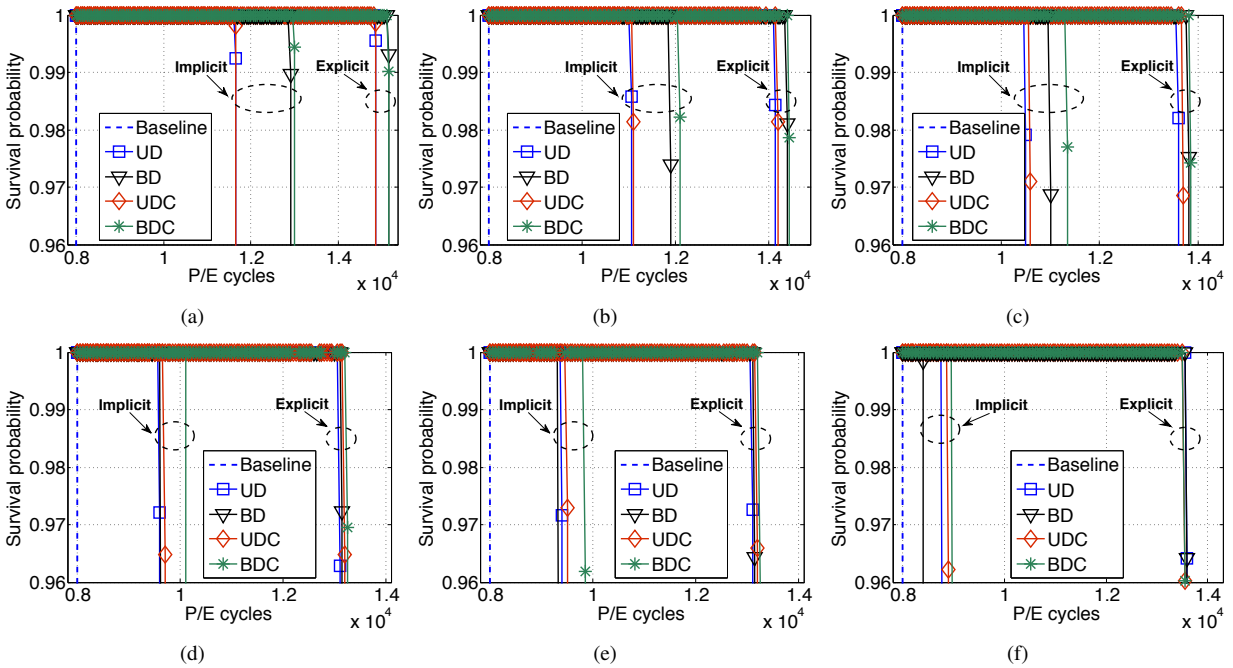 1
0.99
0.98
0.97
0.96
Survival probability
Implicit
Explicit
Baseline
UD
BD
UDC
BDC
0.8
1
1.2
1.4
P/E cycles
x 10^4
(a)
1
0.99
0.98
0.97
0.96
Survival probability
Implicit
Explicit
Baseline
UD
BD
UDC
BDC
0.8
1
1.2
1.4
P/E cycles
x 10^4
(b)
1
0.99
0.98
0.97
0.96
Survival probability
Implicit
Explicit
Baseline
UD
BD
UDC
BDC
0.8
1
1.2
1.4
P/E cycles
x 10^4
(c)
1
0.99
0.98
0.97
0.96
Survival probability
Implicit
Explicit
Baseline
UD
BD
UDC
BDC
0.8
1
1.2
1.4
P/E cycles
x 10^4
(d)
1
0.99
0.98
0.97
0.96
Survival probability
Implicit
Explicit
Baseline
UD
BD
UDC
BDC
0.8
1
1.2
1.4
P/E cycles
x 10^4
(e)
1
0.99
0.98
0.97
0.96
Survival probability
Implicit
Explicit
Baseline
UD
BD
UDC
BDC
0.8
1
1.2
1.4
P/E cycles
x 10^4
(f)